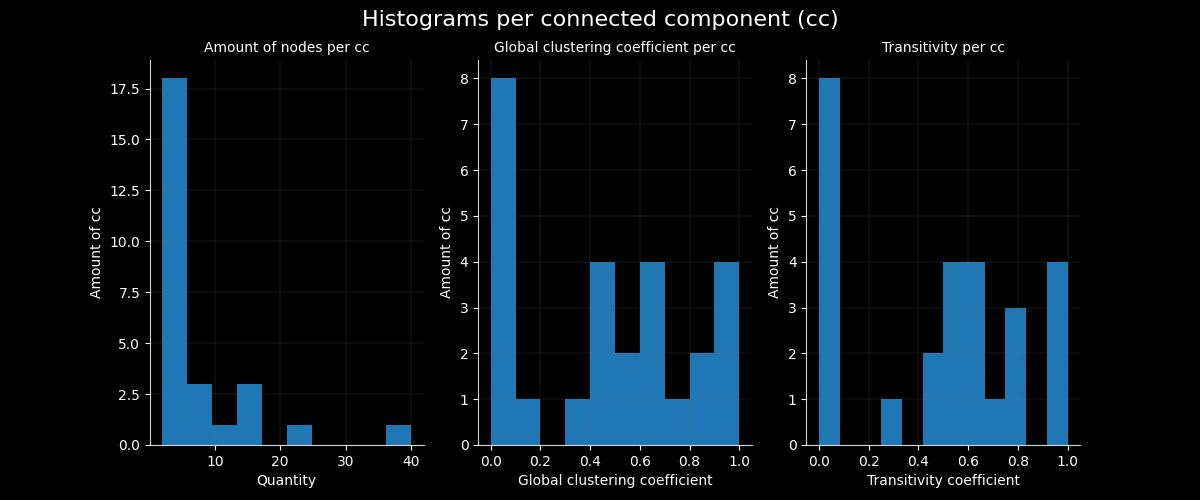 Histograms per connected component (cc)
Amount of nodes per cc
Amount of cc
17.5
15.0
12.5
10.0
7.5
5.0
2.5
0.0
10 20 30 40
Quantity
Global clustering coefficient per cc
Amount of cc
8
7
6
5
4
3
2
1
0
0.0 0.2 0.4 0.6 0.8 1.0
Global clustering coefficient
Transitivity per cc
Amount of cc
8
7
6
5
4
3
2
1
0
0.0 0.2 0.4 0.6 0.8 1.0
Transitivity coefficient